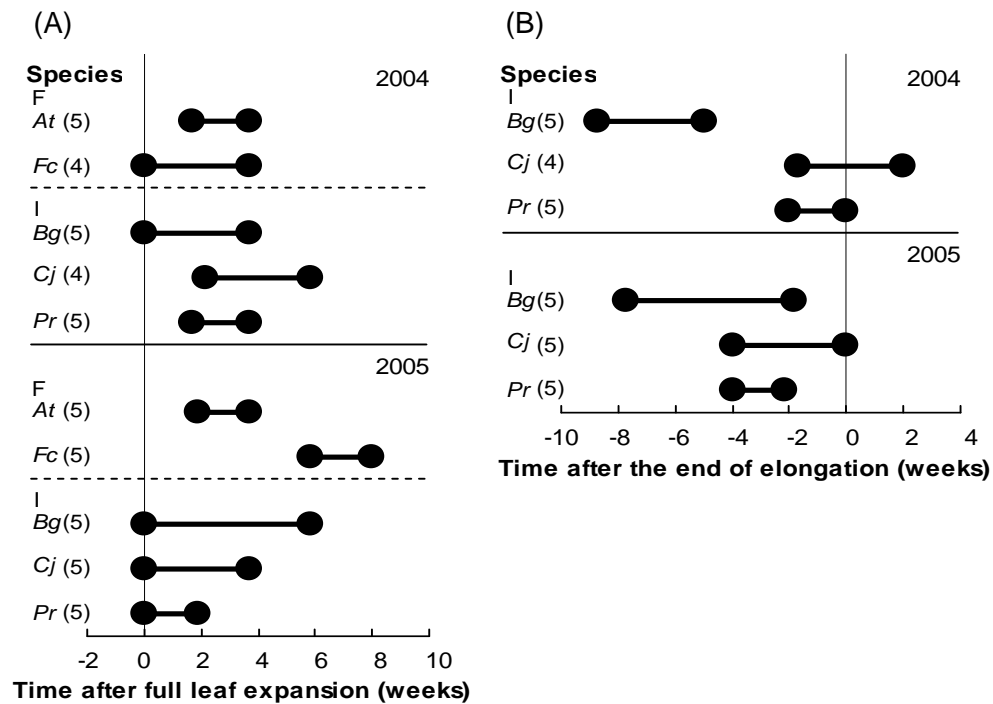 (A)
Species 2004
F
At (5)
Fc (4)
I
Bg(5)
Cj (4)
Pr (5)
2005
F
At (5)
Fc (5)
I
Bg(5)
Cj (5)
Pr (5)
-2 0 2 4 6 8 10
Time after full leaf expansion (weeks)
(B)
Species 2004
I
Bg(5)
Cj (4)
Pr (5)
2005
I
Bg(5)
Cj (5)
Pr (5)
-10 -8 -6 -4 -2 0 2 4
Time after the end of elongation (weeks)